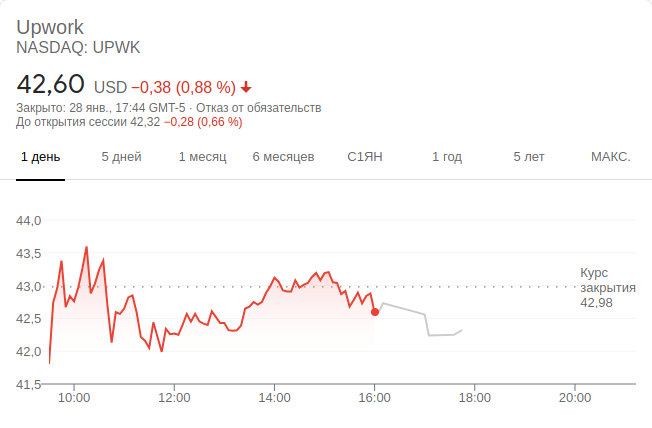 Upwork
NASDAQ: UPWK
42,60 USD −0,38 (0,88 %)
Закрыто: 28 янв., 17:44 GMT-5 · Отказ от обязательств
До открытия сессии 42,32 −0,28 (0,66 %)
1 день 5 дней 1 месяц 6 месяцев С1ЯН 1 год 5 лет МАКС.
44,0
43,5
Курс
43,0 закрытия
42,98
42,5
42,0
41,5
10:00 12:00 14:00 16:00 18:00 20:00